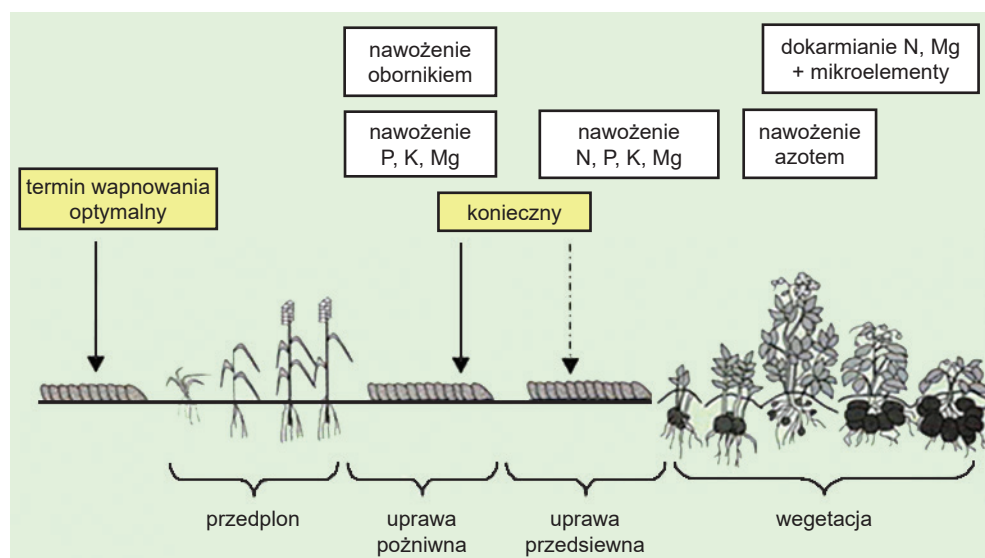 nawożenie
obornikiem
dokarmianie N, Mg
+ mikroelementy
nawożenie
P, K, Mg
nawożenie
N, P, K, Mg
nawożenie
azotem
termin wapnowania
optymalny
konieczny
przedplon
uprawa
pożniwna
uprawa
przedsiewna
wegetacja